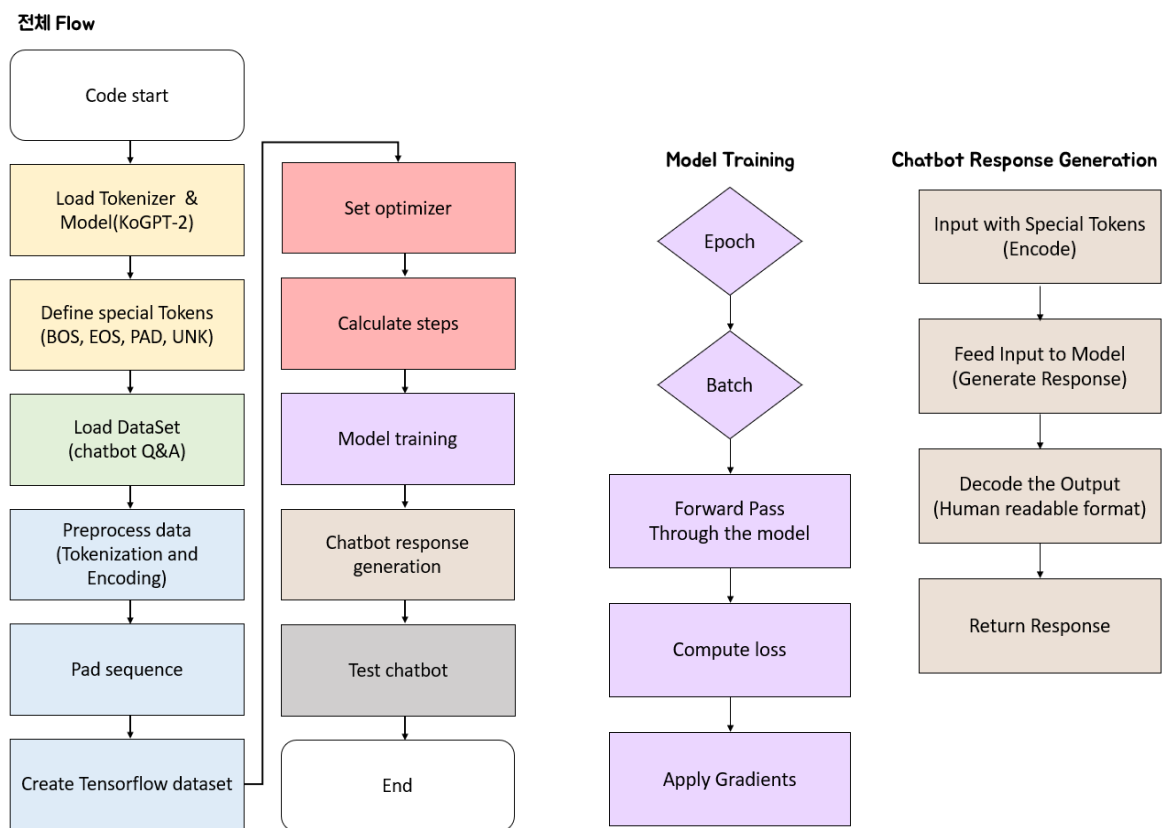 전체 Flow
Code start
Load Tokenizer &
Model(KoGPT-2)
Define special Tokens
(BOS, EOS, PAD, UNK)
Load DataSet
(chatbot Q&A)
Preprocess data
(Tokenization and
Encoding)
Pad sequence
Create Tensorflow dataset
Set optimizer
Calculate steps
Model training
Chatbot response
generation
Test chatbot
End
Model Training
Epoch
Batch
Forward Pass
Through the model
Compute loss
Apply Gradients
Chatbot Response Generation
Input with Special Tokens
(Encode)
Feed Input to Model
(Generate Response)
Decode the Output
(Human readable format)
Return Response